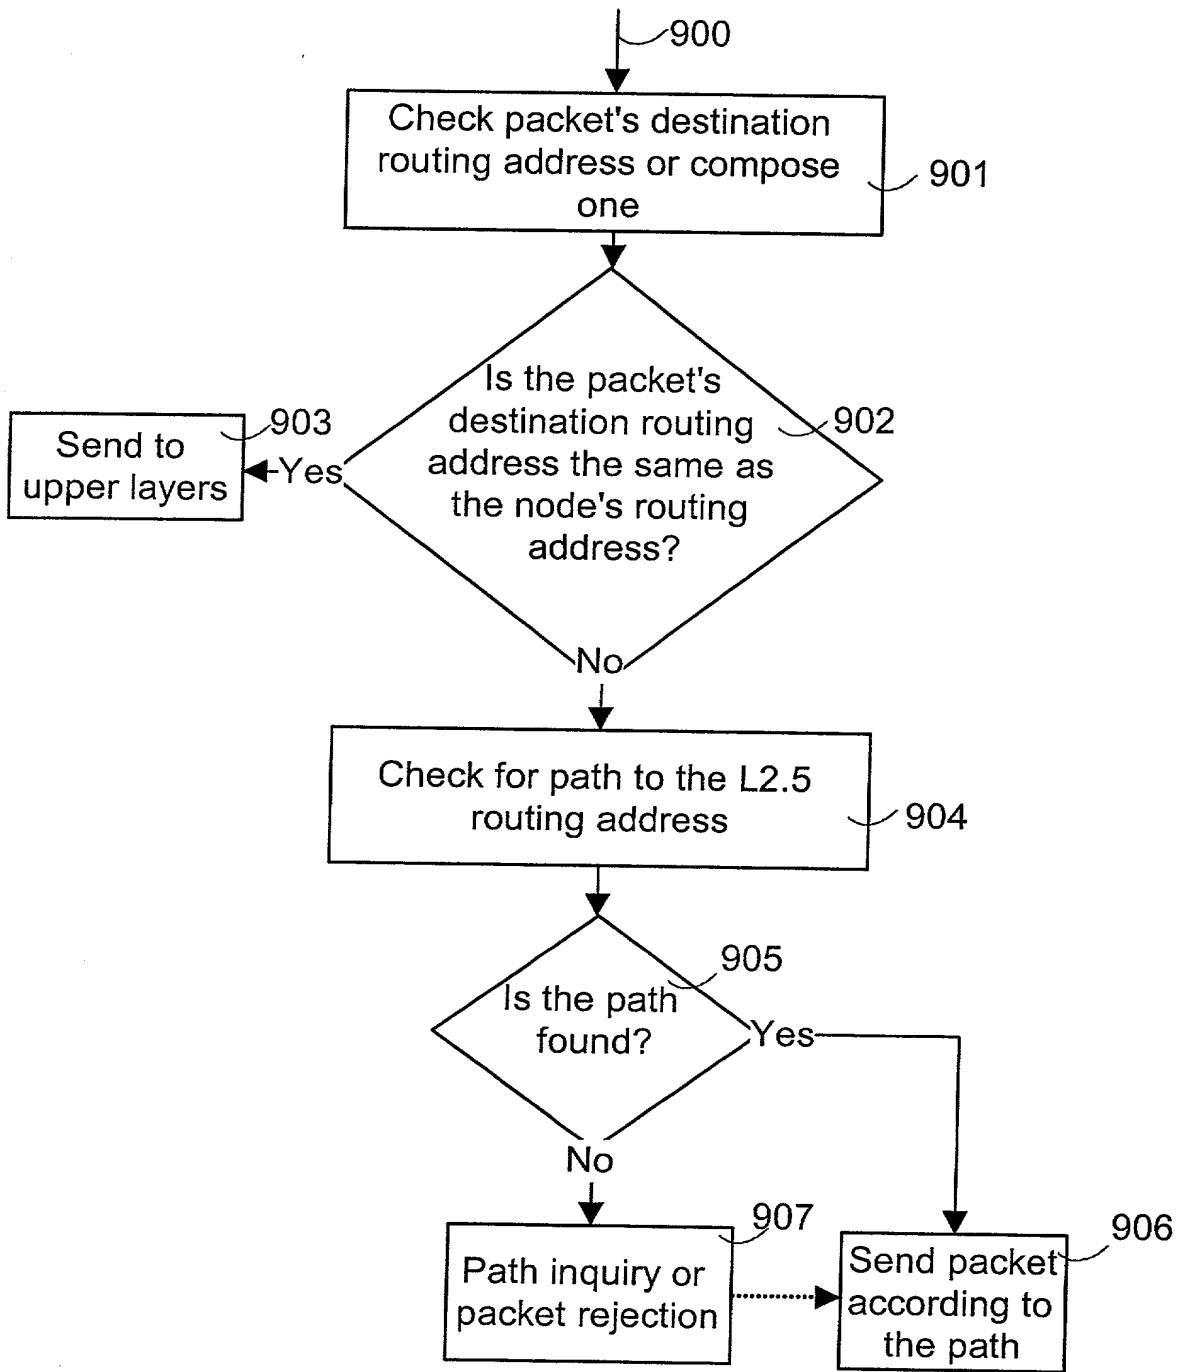 900
Check packet's destination
routing address or compose
one
901
Is the packet's
destination routing
address the same as
the node's routing
address?
902
903
Send to
upper layers
Yes
No
Check for path to the L2.5
routing address
904
905
Is the path
found?
Yes
No
907
Path inquiry or
packet rejection
906
Send packet
according to
the path